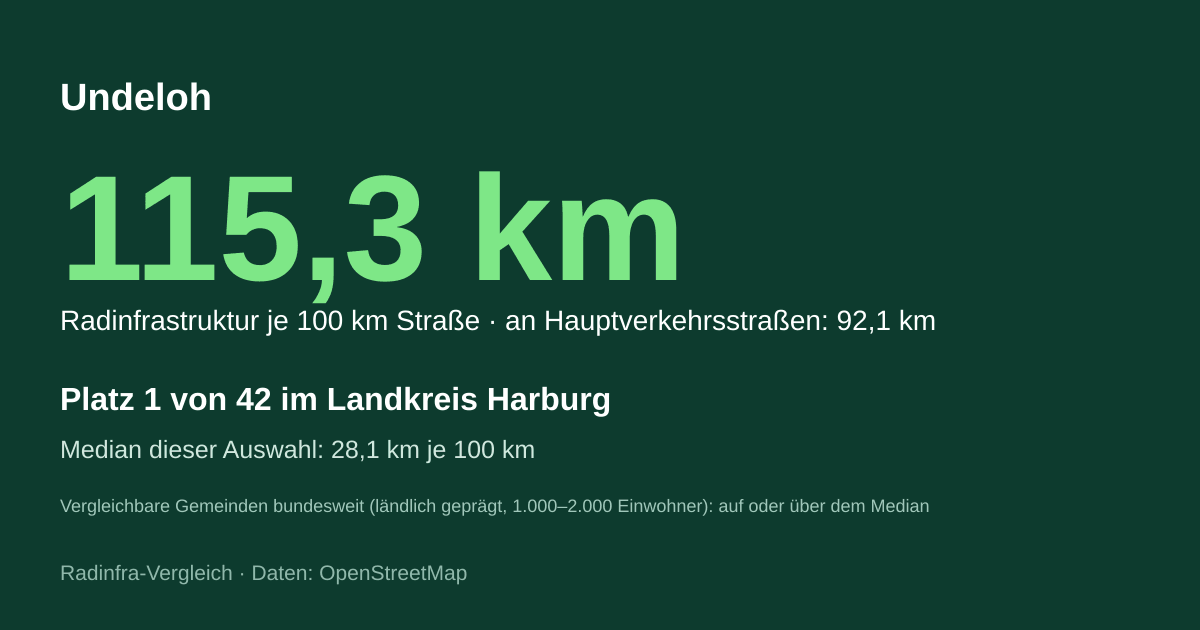 Undeloh
115,3 km
Radinfrastruktur je 100 km Straße · an Hauptverkehrsstraßen: 92,1 km
Platz 1 von 42 im Landkreis Harburg
Median dieser Auswahl: 28,1 km je 100 km
Vergleichbare Gemeinden bundesweit (ländlich geprägt, 1.000–2.000 Einwohner): auf oder über dem Median
Radinfra-Vergleich · Daten: OpenStreetMap